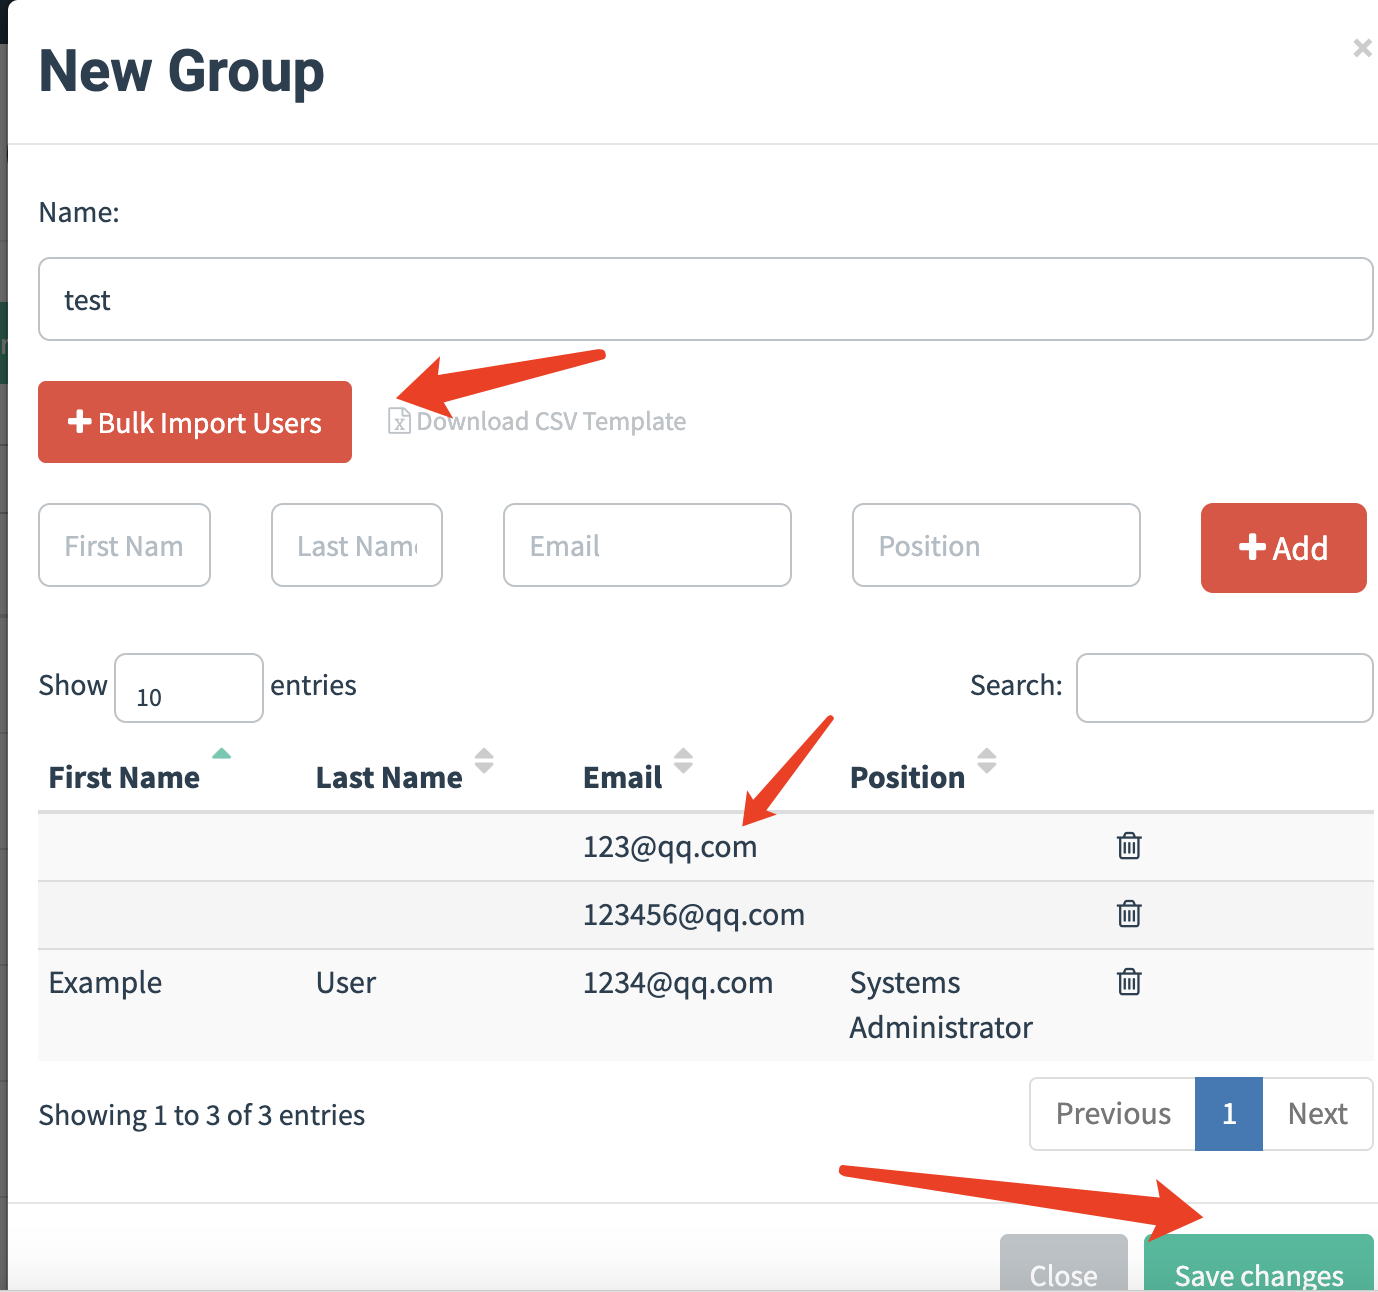 New Group
×
Name:
test
Bulk Import Users
Download CSV Template
First Nam
Last Nam
Email
Position
Add
Show 10 entries
Search:
First Name Last Name Email Position
123@qq.com
123456@qq.com
Example User 1234@qq.com Systems
Administrator
Showing 1 to 3 of 3 entries
Previous 1 Next
Close Save changes